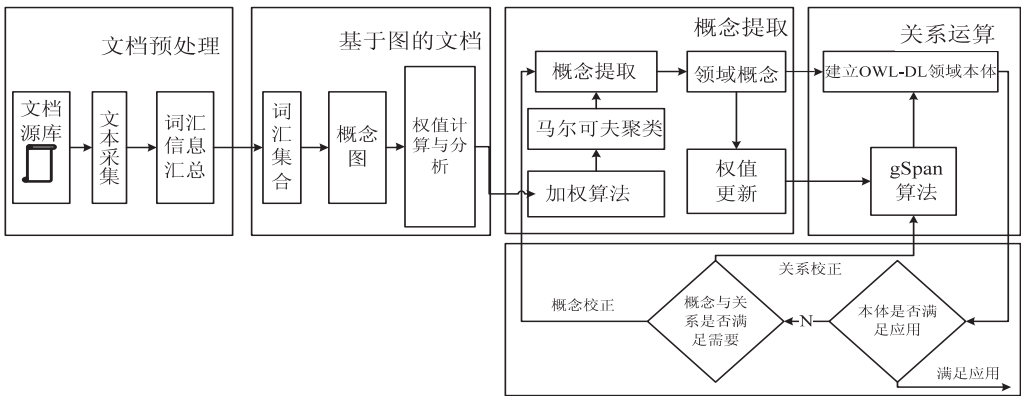 文档预处理
文档
源库
文本采集
词汇
信息
汇总
基于图的文档
词汇集合
概念
图
权值计
算与分
析
概念提取
概念提取
领域概念
马尔可夫聚类
加权算法
权值
更新
关系运算
建立OWL-DL领域本体
gSpan
算法
关系校正
概念校正
概念与关
系是否满
足需要
N
本体是否满
足应用
满足应用